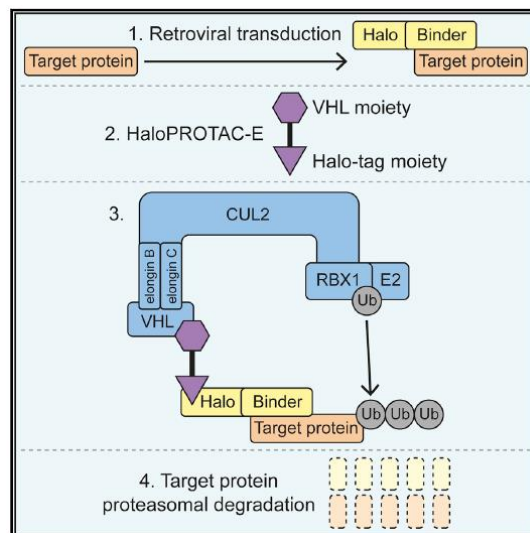 1. Retroviral transduction
Halo Binder
Target protein
Target protein
VHL moiety
2. HaloPROTAC-E
Halo-tag moiety
3.
CUL2
elongin B
elongin C
RBX1 E2
Ub
VHL
Halo Binder
Ub Ub Ub
Target protein
4. Target protein
proteasomal degradation